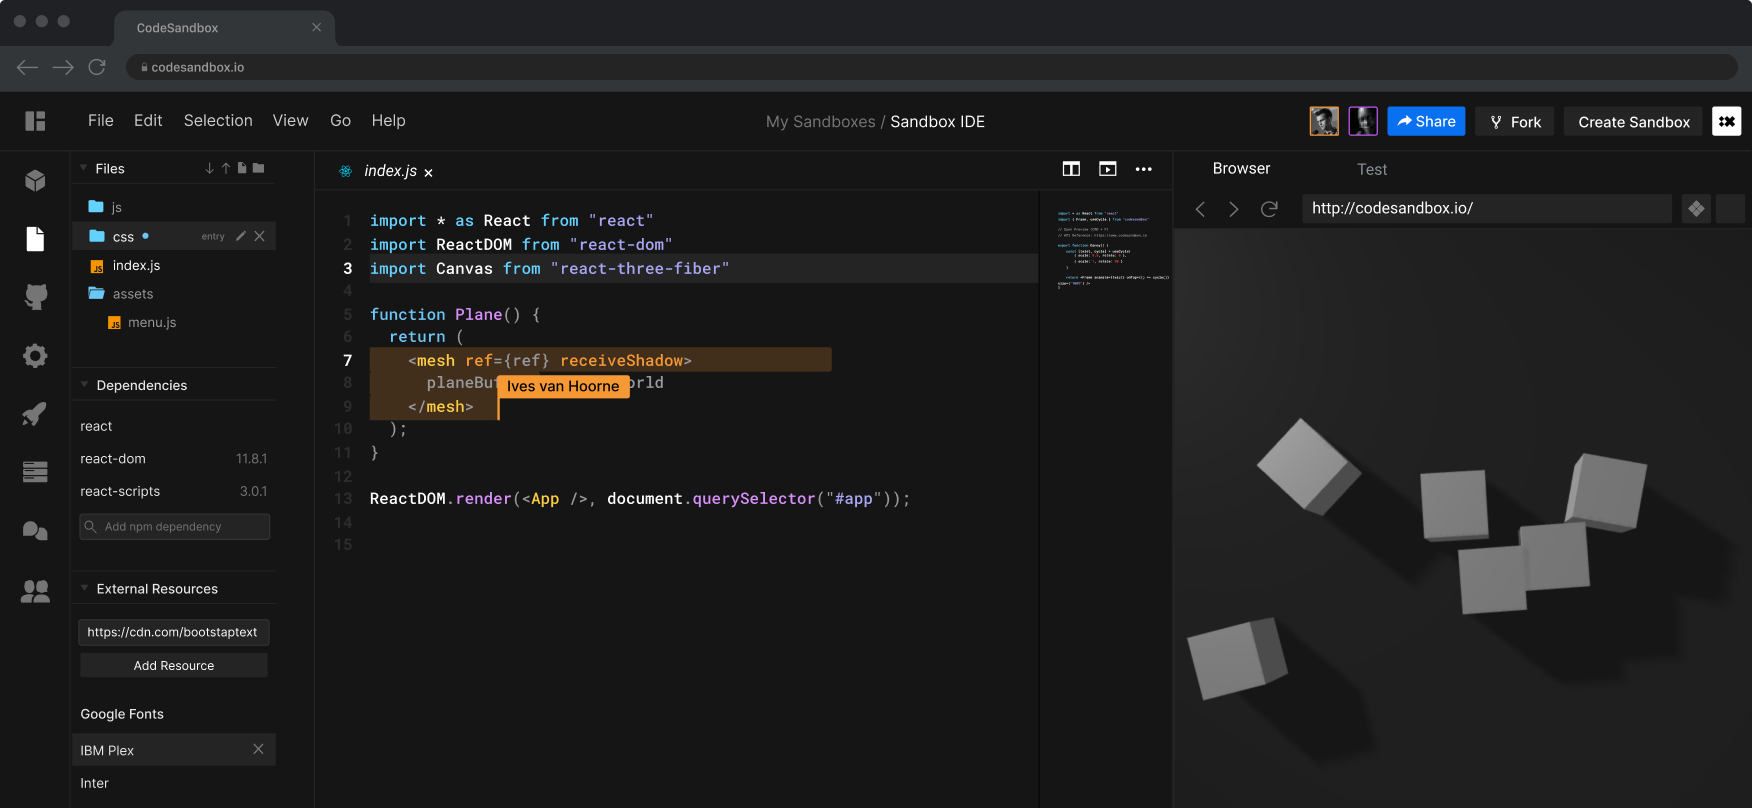 CodeSandbox
codesandbox.io
File Edit Selection View Go Help
My Sandboxes / Sandbox IDE
Share
Fork
Create Sandbox
Files
js
css
entry
index.js
assets
menu.js
Dependencies
react
react-dom 11.8.1
react-scripts 3.0.1
Add npm dependency
External Resources
https://cdn.com/bootstaptext
Add Resource
Google Fonts
IBM Plex
Inter
index.js
1 import * as React from "react"
2 import ReactDOM from "react-dom"
3 import Canvas from "react-three-fiber"
4
5 function Plane() {
6 return (
7 <mesh ref={ref} receiveShadow>
8 planeBu orld
Ives van Hoorne
9 </mesh>
10 );
11 }
12
13 ReactDOM.render(<App />, document.querySelector("#app"));
14
15
Browser
Test
http://codesandbox.io/